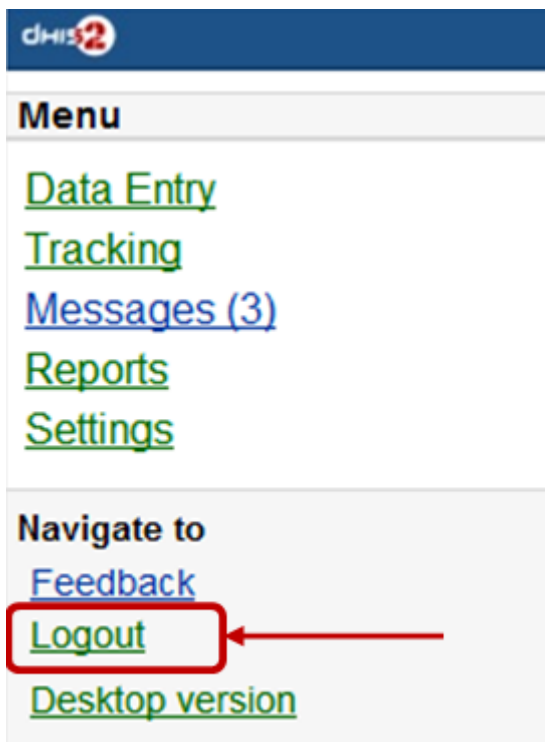 dHIS2
Menu
Data Entry
Tracking
Messages (3)
Reports
Settings
Navigate to
Feedback
Logout
Desktop version